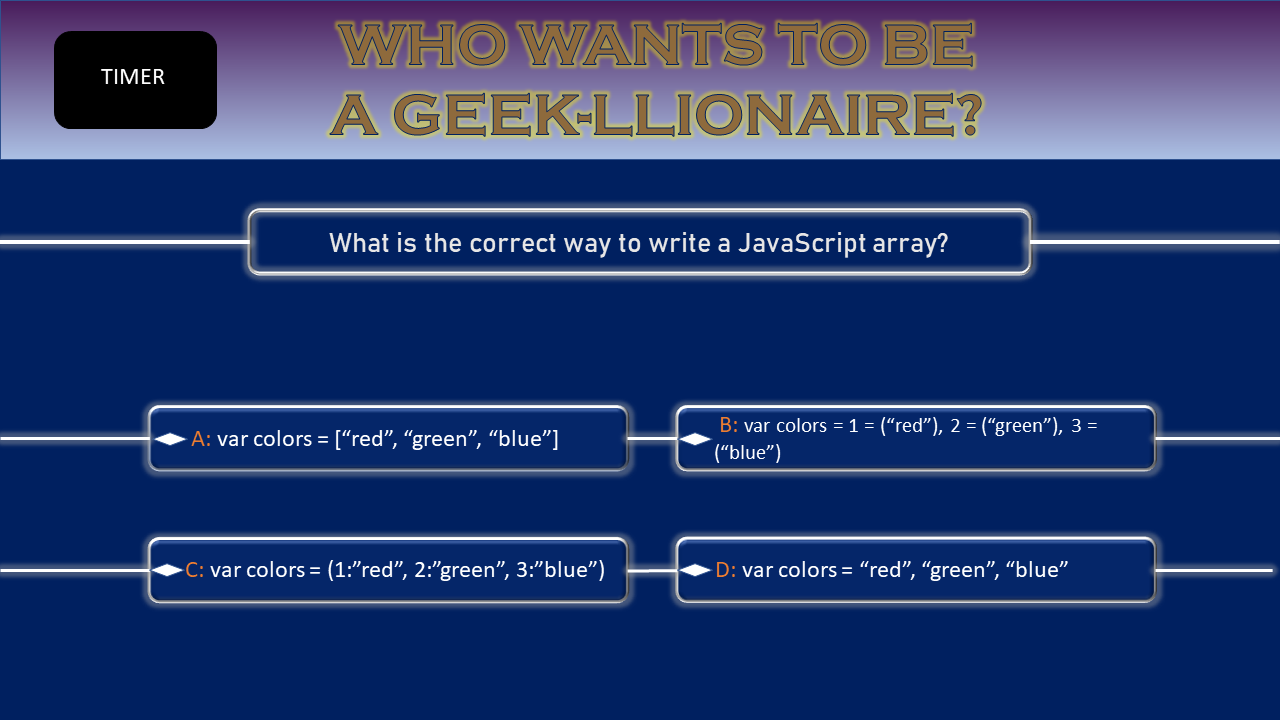 TIMER
WHO WANTS TO BE
A GEEK-LLIONAIRE?
What is the correct way to write a JavaScript array?
A: var colors = [“red”, “green”, “blue”]
B: var colors = 1 = (“red”), 2 = (“green”), 3 =
(“blue”)
C: var colors = (1:”red”, 2:”green”, 3:”blue”)
D: var colors = “red”, “green”, “blue”